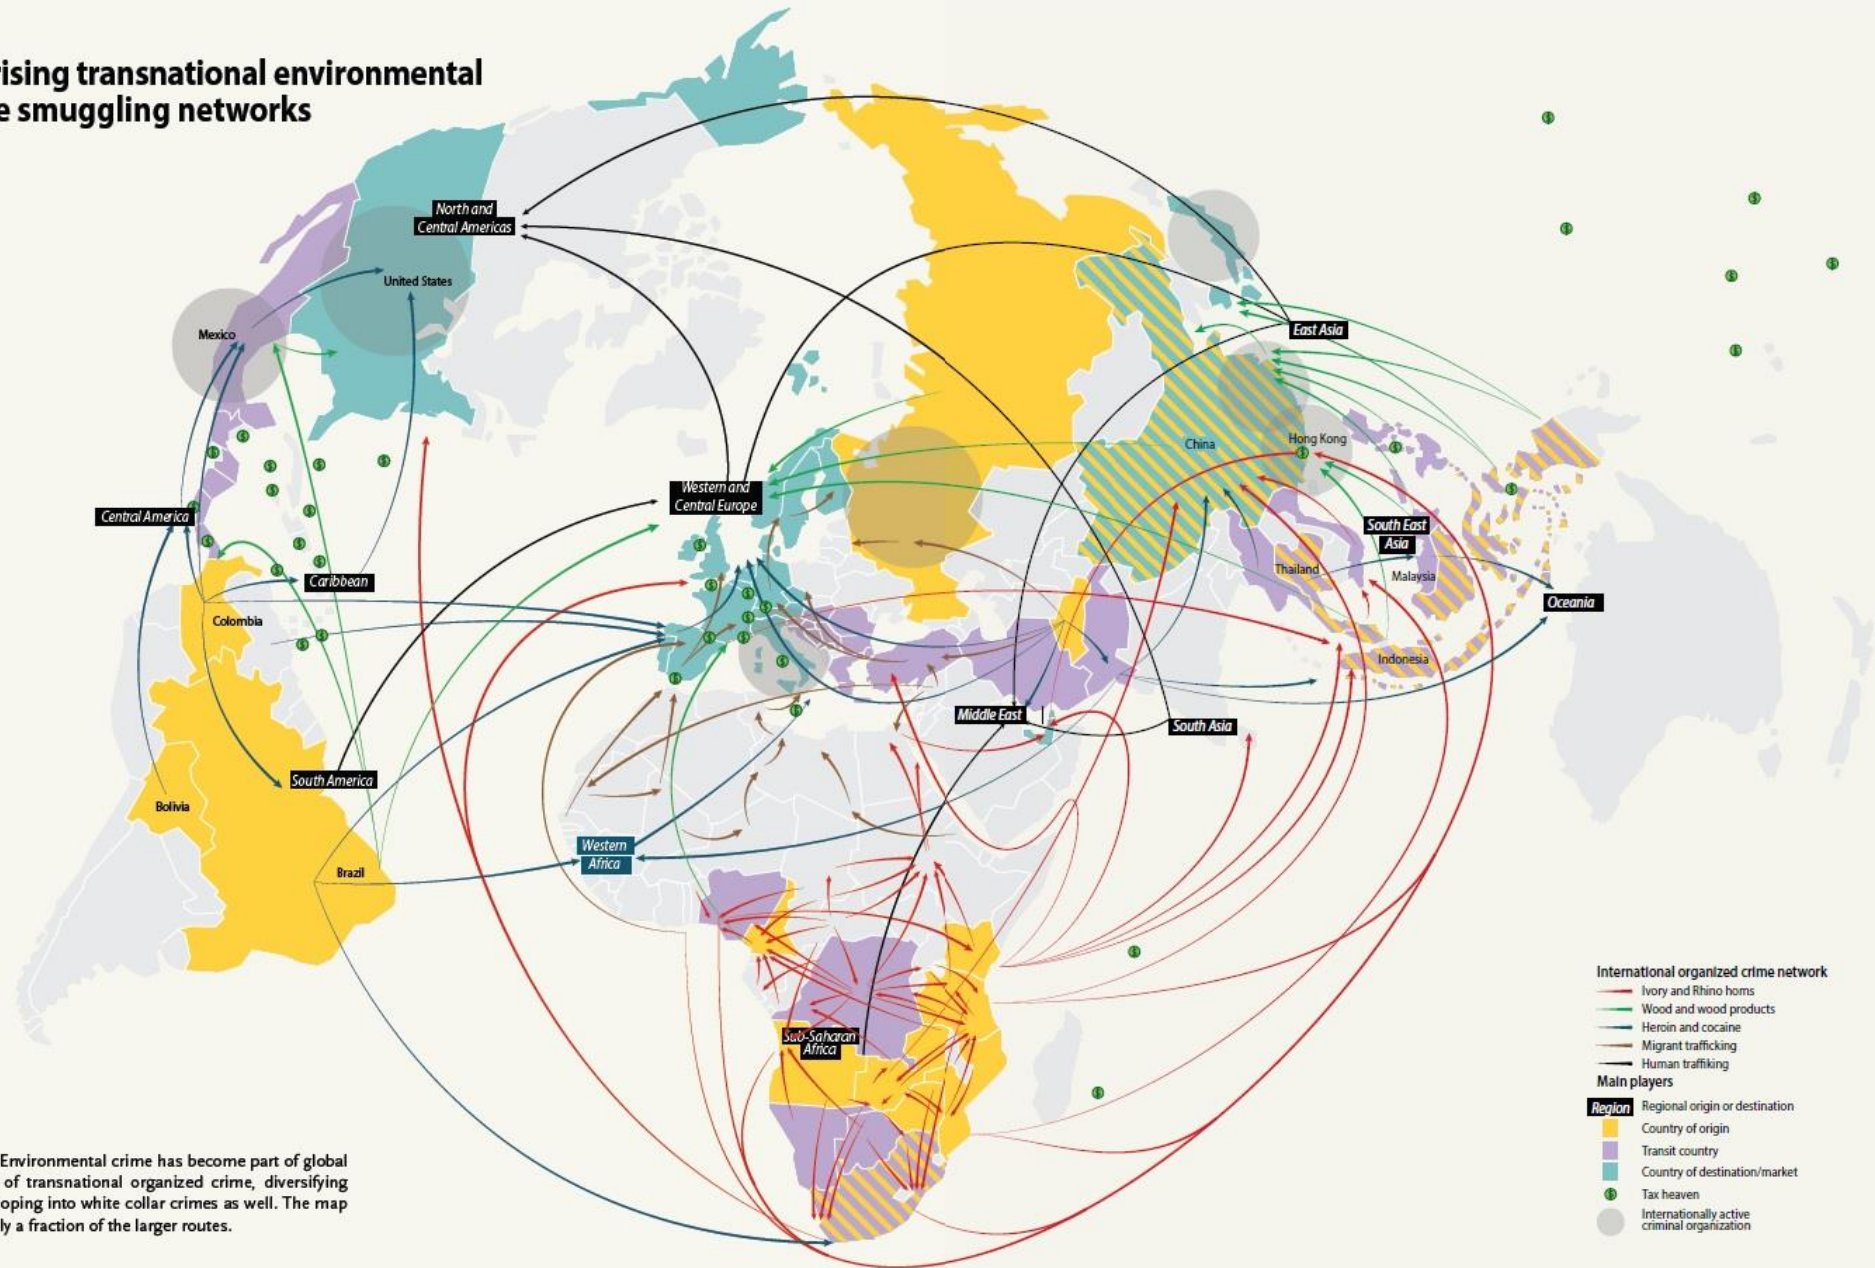 ising transnational environmental
e smuggling networks
North and
Central Americas
United States
Mexico
East Asia
China
Hong Kong
Western and
Central Europe
Central America
South East
Asia
Thailand
Malaysia
Caribbean
Oceania
Colombia
Indonesia
Middle East
South Asia
South America
Bolivia
Western
Africa
Brazil
Sub-Saharan
Africa
International organized crime network
Ivory and Rhino horns
Wood and wood products
Heroin and cocaine
Migrant trafficking
Human traffiking
Main players
Region Regional origin or destination
Country of origin
Transit country
Country of destination/market
Tax heaven
Internationally active
criminal organization
Environmental crime has become part of global
of transnational organized crime, diversifying
oping into white collar crimes as well. The map
ly a fraction of the larger routes.